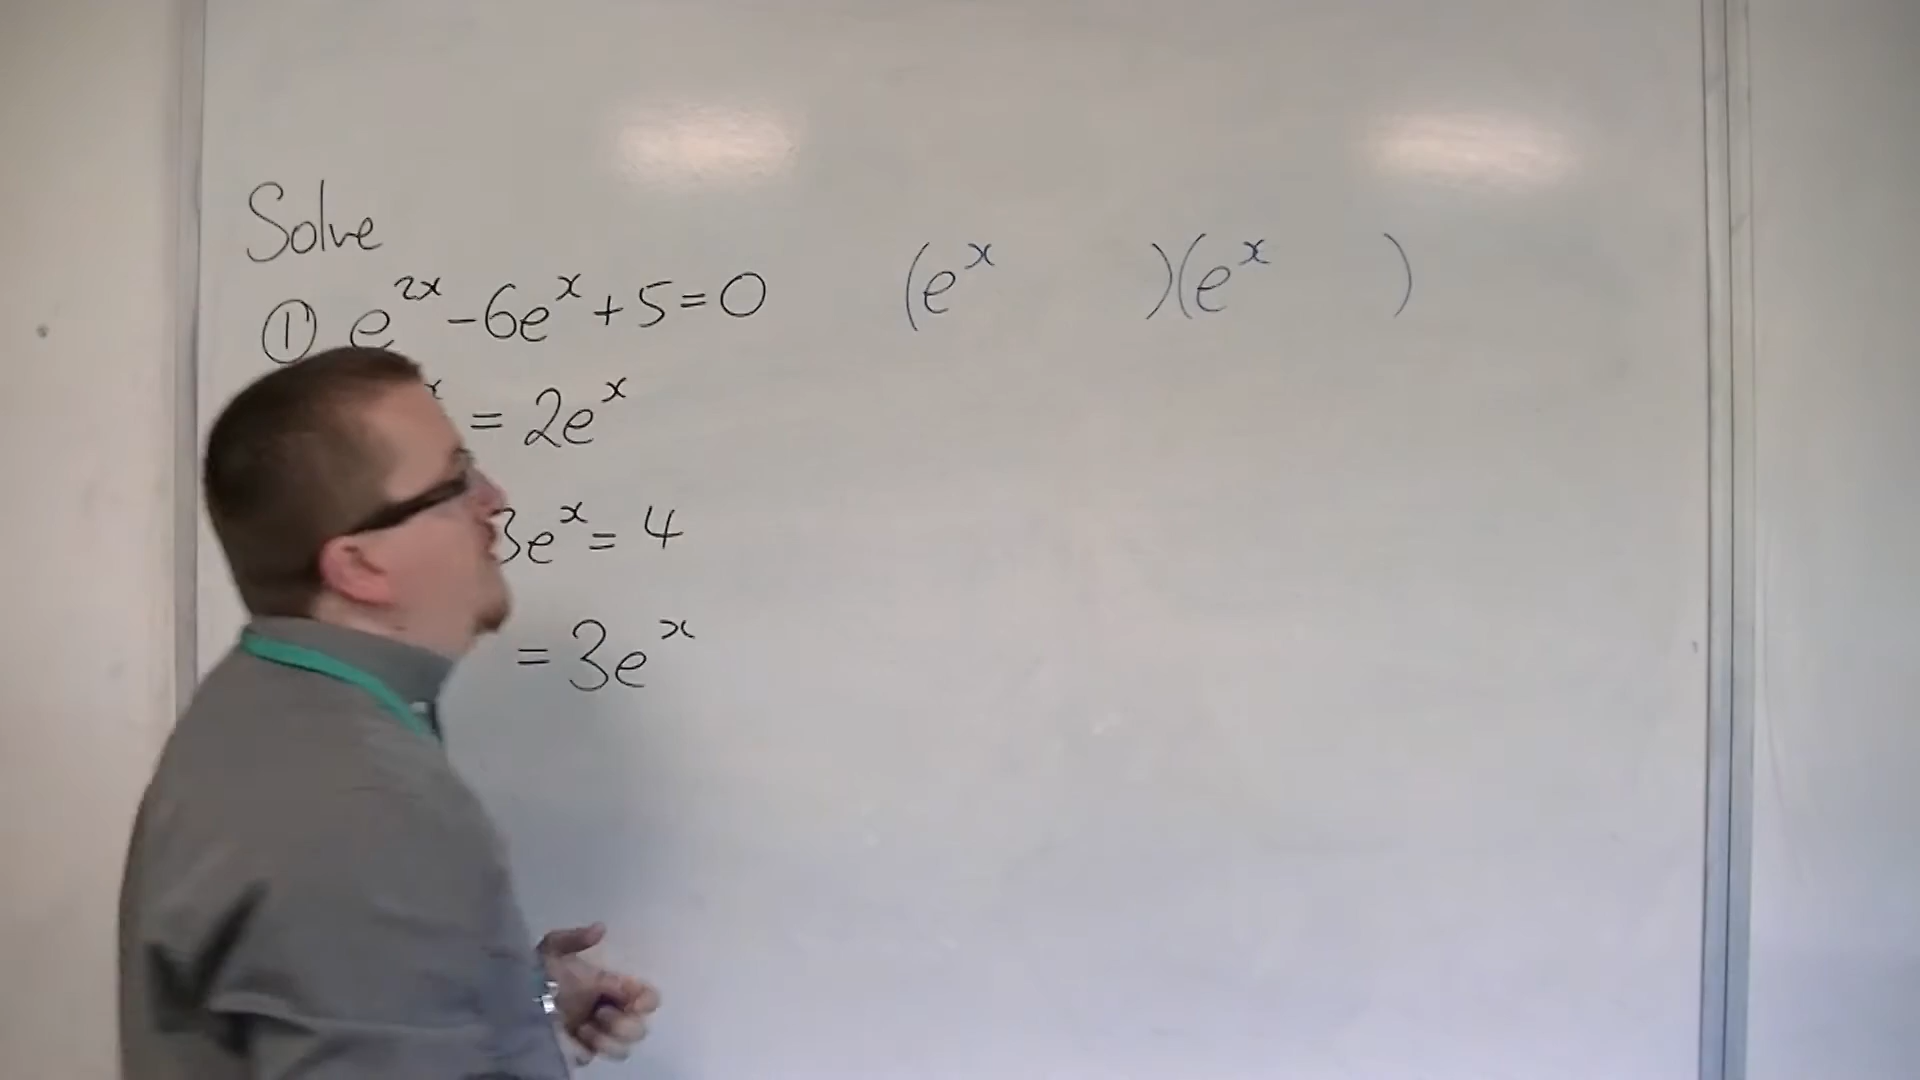 Solve
① e^{2x} - 6e^x + 5 = 0
(e^x )(e^x )
= 2e^x
3e^x = 4
= 3e^x